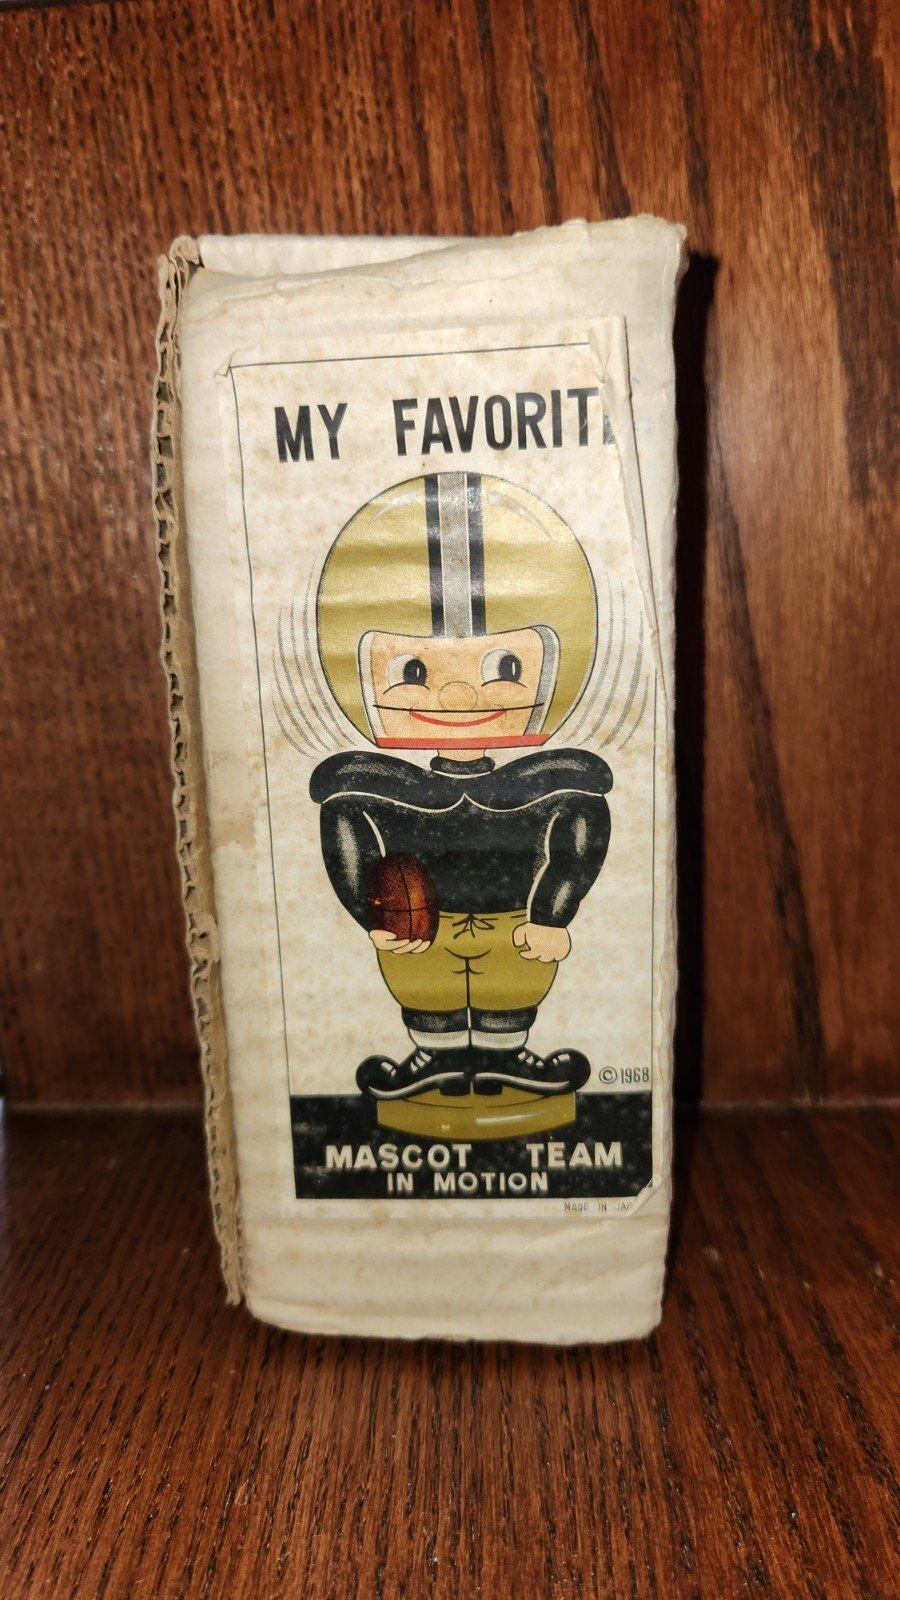 MY FAVORIT
©1968
MASCOT TEAM
IN MOTION
MADE IN JAP